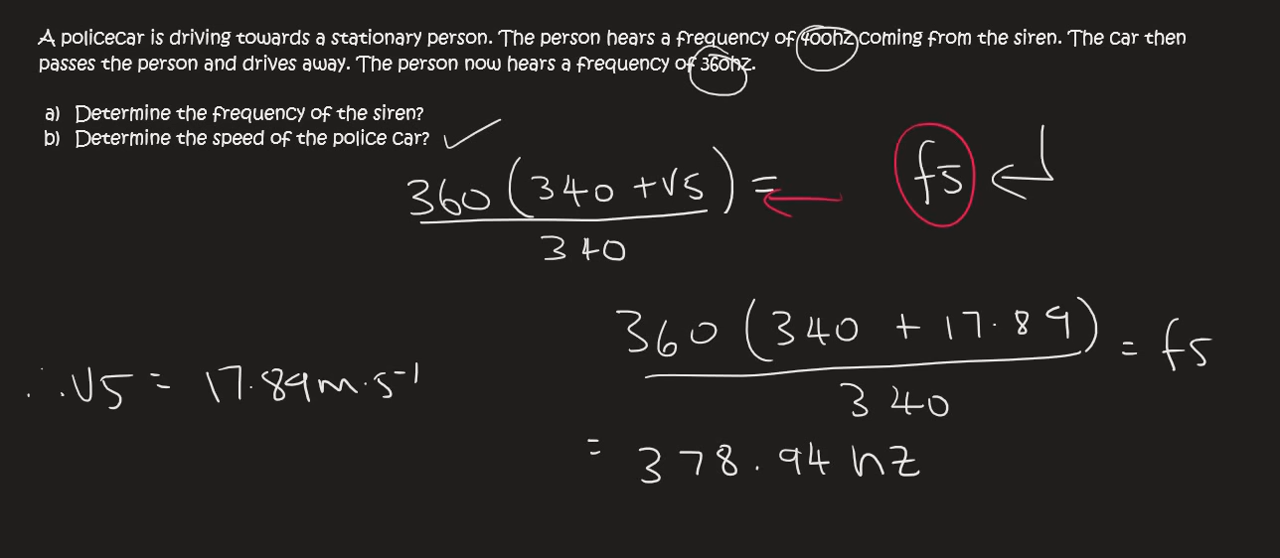 A policecar is driving towards a stationary person. The person hears a frequency of 400hz coming from the siren. The car then
passes the person and drives away. The person now hears a frequency of 360hz.
a) Determine the frequency of the siren?
b) Determine the speed of the police car?
360 (340 + vs) = fs
340
360 (340 + 17.89) = fs
340
∴ vs = 17.89 m·s⁻¹
= 378.94 hz